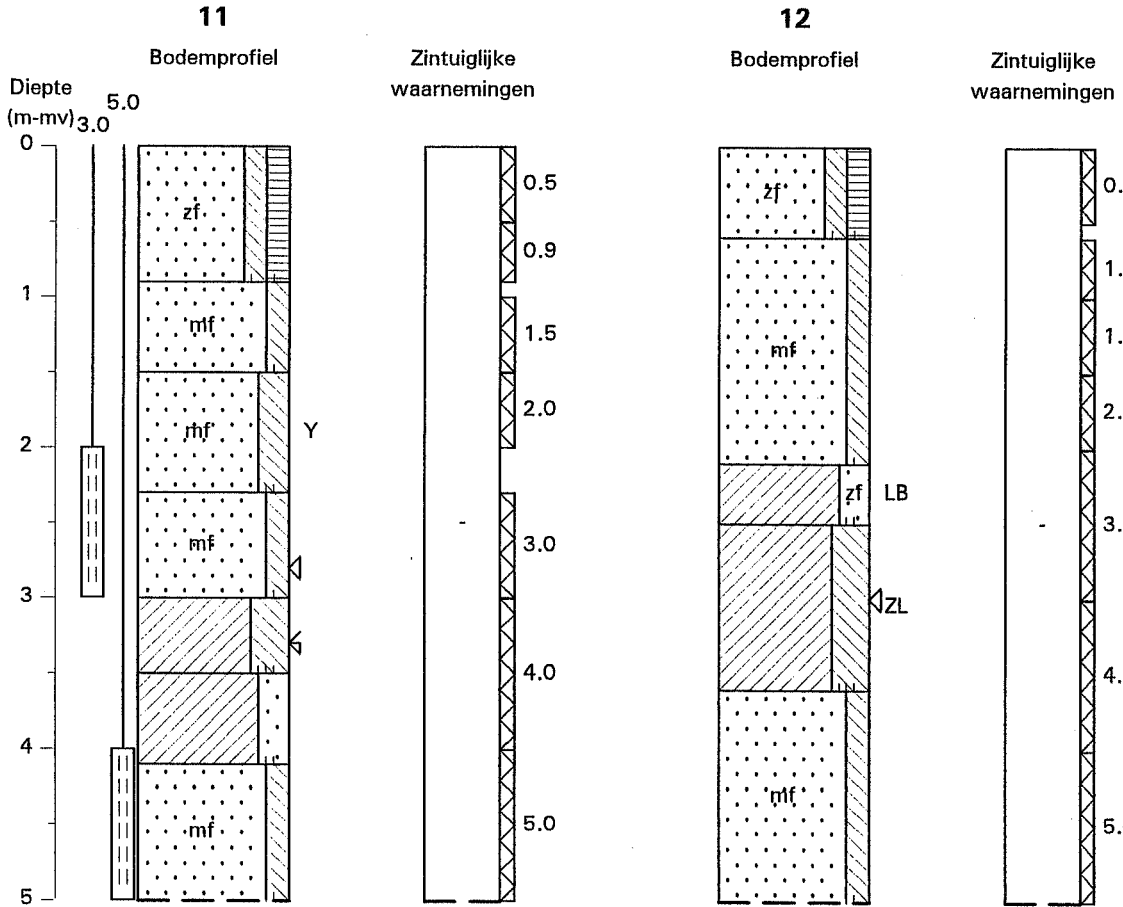 11
Bodemprofiel
Zintuiglijke
waarnemingen
Diepte
(m-mv)
3.0
5.0
0
1
2
3
4
5
zf
mf
mf
Y
mf
mf
-
0.5
0.9
1.5
2.0
3.0
4.0
5.0
12
Bodemprofiel
Zintuiglijke
waarnemingen
zf
mf
zf
LB
ZL
mf
-
0.
1.
1.
2.
3.
4.
5.